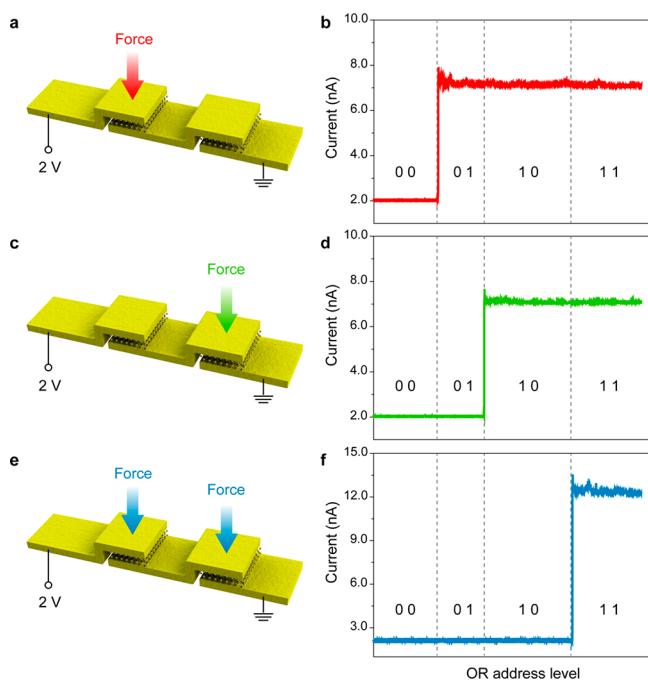 a
Force
2 V
b
10.0
8.0
6.0
4.0
2.0
Current (nA)
0 0
0 1
1 0
1 1
c
Force
2 V
d
10.0
8.0
6.0
4.0
2.0
Current (nA)
0 0
0 1
1 0
1 1
e
Force
Force
2 V
f
15.0
12.0
9.0
6.0
3.0
Current (nA)
0 0
0 1
1 0
1 1
OR address level